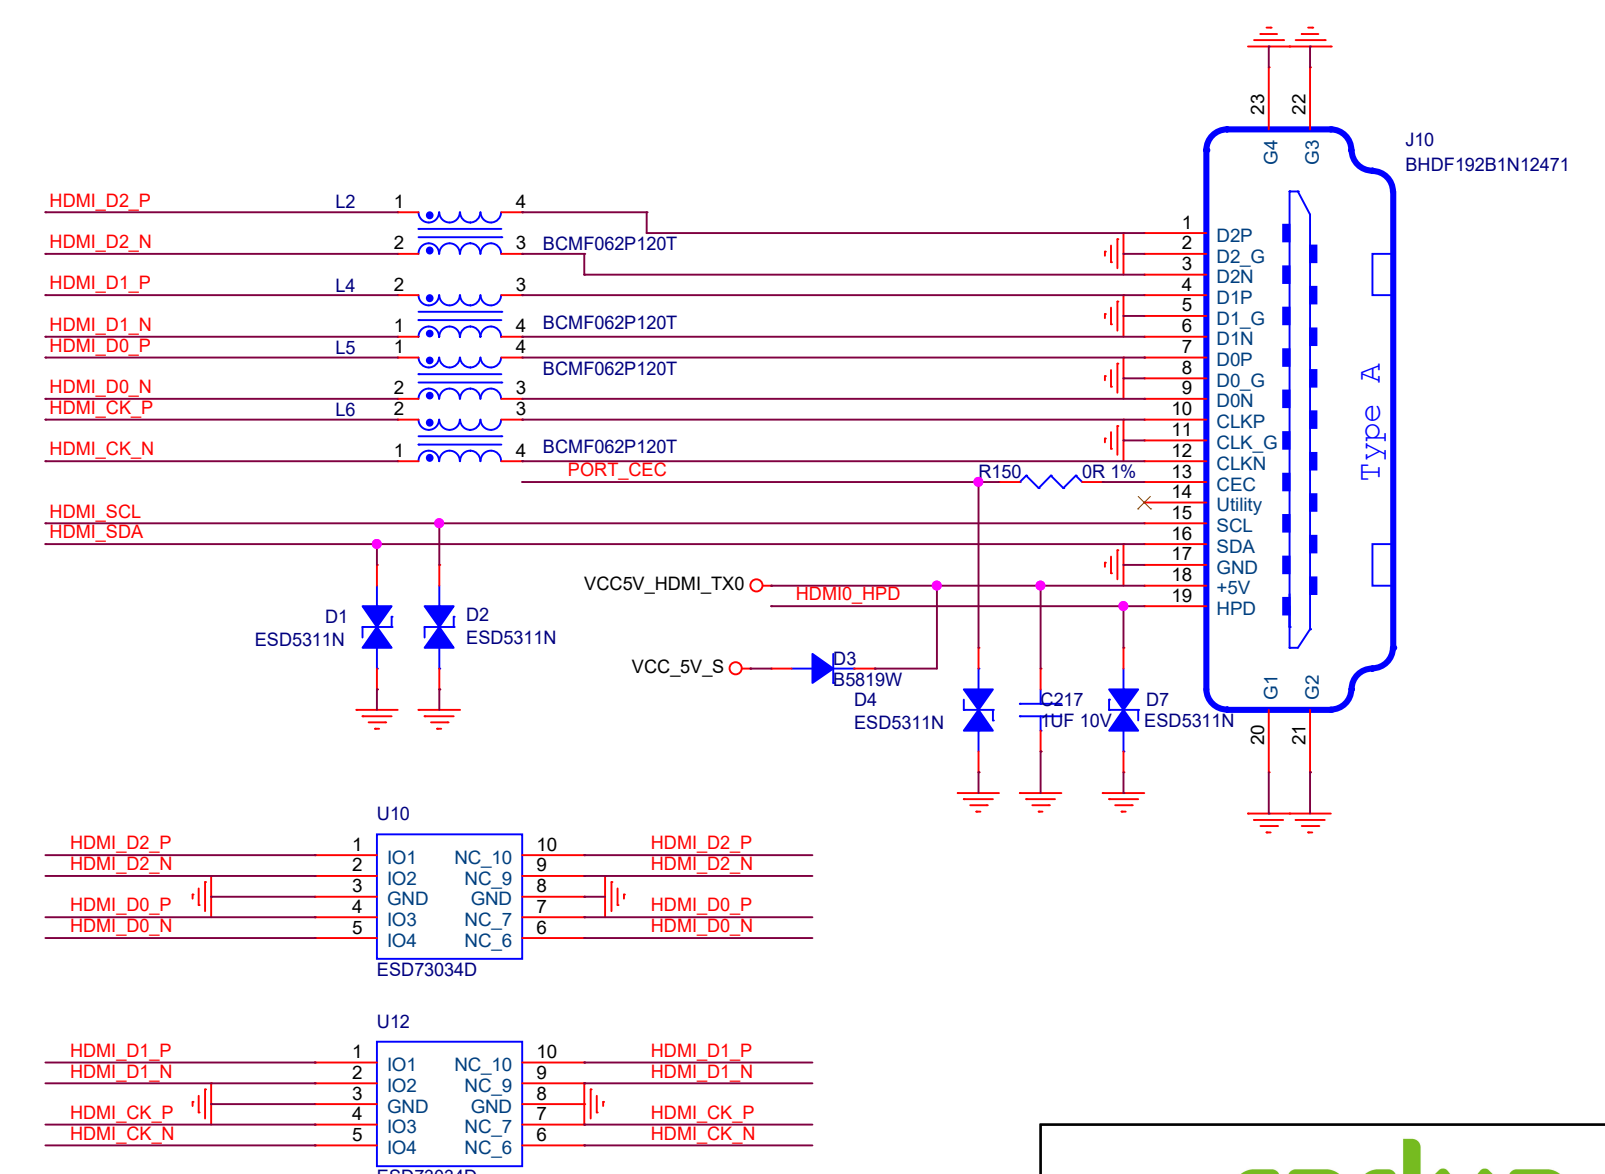 23 22
G4 G3
J10
BHDF192B1N12471
HDMI_D2_P L2 1 4
HDMI_D2_N 2 3 BCMF062P120T
HDMI_D1_P L4 2 3
HDMI_D1_N 1 4 BCMF062P120T
HDMI_D0_P L5 1 4
BCMF062P120T
HDMI_D0_N 2 3
HDMI_CK_P L6 2 3
HDMI_CK_N 1 4 BCMF062P120T
PORT_CEC R150 0R 1%
HDMI_SCL
HDMI_SDA
1 D2P
2 D2_G
3 D2N
4 D1P
5 D1_G
6 D1N
7 D0P
8 D0_G
9 D0N
10 CLKP
11 CLK_G
12 CLKN
13 CEC
14 Utility
15 SCL
16 SDA
17 GND
18 +5V
19 HPD
Type A
VCC5V_HDMI_TX0
HDMI0_HPD
D1
ESD5311N
D2
ESD5311N
VCC_5V_S
D3
B5819W
D4
ESD5311N
C217
1UF 10V
D7
ESD5311N
G1 G2
20 21
U10
HDMI_D2_P 1 IO1 NC_10 10 HDMI_D2_P
HDMI_D2_N 2 IO2 NC_9 9 HDMI_D2_N
3 GND GND 8
HDMI_D0_P 4 IO3 NC_7 7 HDMI_D0_P
HDMI_D0_N 5 IO4 NC_6 6 HDMI_D0_N
ESD73034D
U12
HDMI_D1_P 1 IO1 NC_10 10 HDMI_D1_P
HDMI_D1_N 2 IO2 NC_9 9 HDMI_D1_N
3 GND GND 8
HDMI_CK_P 4 IO3 NC_7 7 HDMI_CK_P
HDMI_CK_N 5 IO4 NC_6 6 HDMI_CK_N
ESD73034D